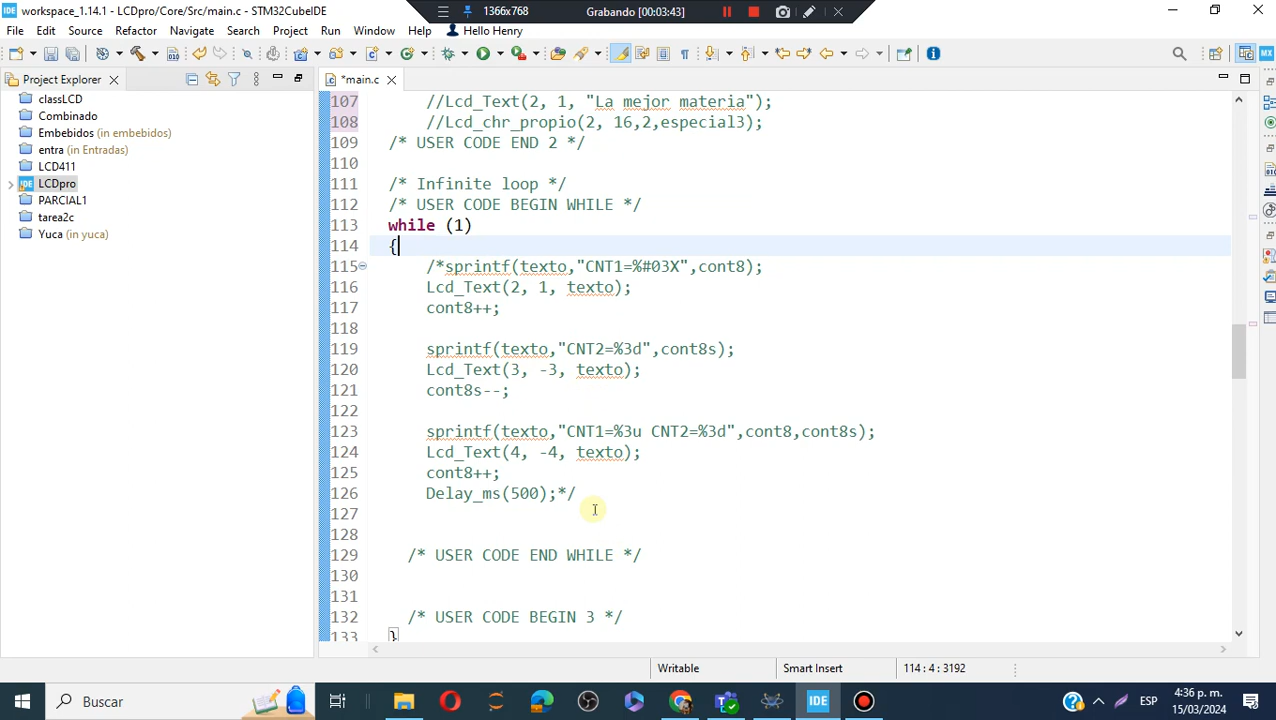 workspace_1.14.1 - LCDpro/Core/Src/main.c - STM32CubeIDE
1366x768
Grabando (00:03:43)
File Edit Source Refactor Navigate Search Project Run Window Help Hello Henry
Project Explorer
*main.c
classLCD
Combinado
Embebidos (in embebidos)
entra (in Entradas)
LCD411
LCDpro
PARCIAL1
tarea2c
Yuca (in yuca)
107 //Lcd_Text(2, 1, "La mejor materia");
108 //Lcd_chr_propio(2, 16,2,especial3);
109 /* USER CODE END 2 */
110
111 /* Infinite loop */
112 /* USER CODE BEGIN WHILE */
113 while (1)
114 {
115 /*sprintf(texto,"CNT1=%#03X",cont8);
116 Lcd_Text(2, 1, texto);
117 cont8++;
118
119 sprintf(texto,"CNT2=%3d",cont8s);
120 Lcd_Text(3, -3, texto);
121 cont8s--;
122
123 sprintf(texto,"CNT1=%3u CNT2=%3d",cont8,cont8s);
124 Lcd_Text(4, -4, texto);
125 cont8++;
126 Delay_ms(500);*/
127
128
129 /* USER CODE END WHILE */
130
131
132 /* USER CODE BEGIN 3 */
133 }
Writable
Smart Insert
114 : 4 : 3192
Buscar
IDE
ESP
4:36 p. m.
15/03/2024